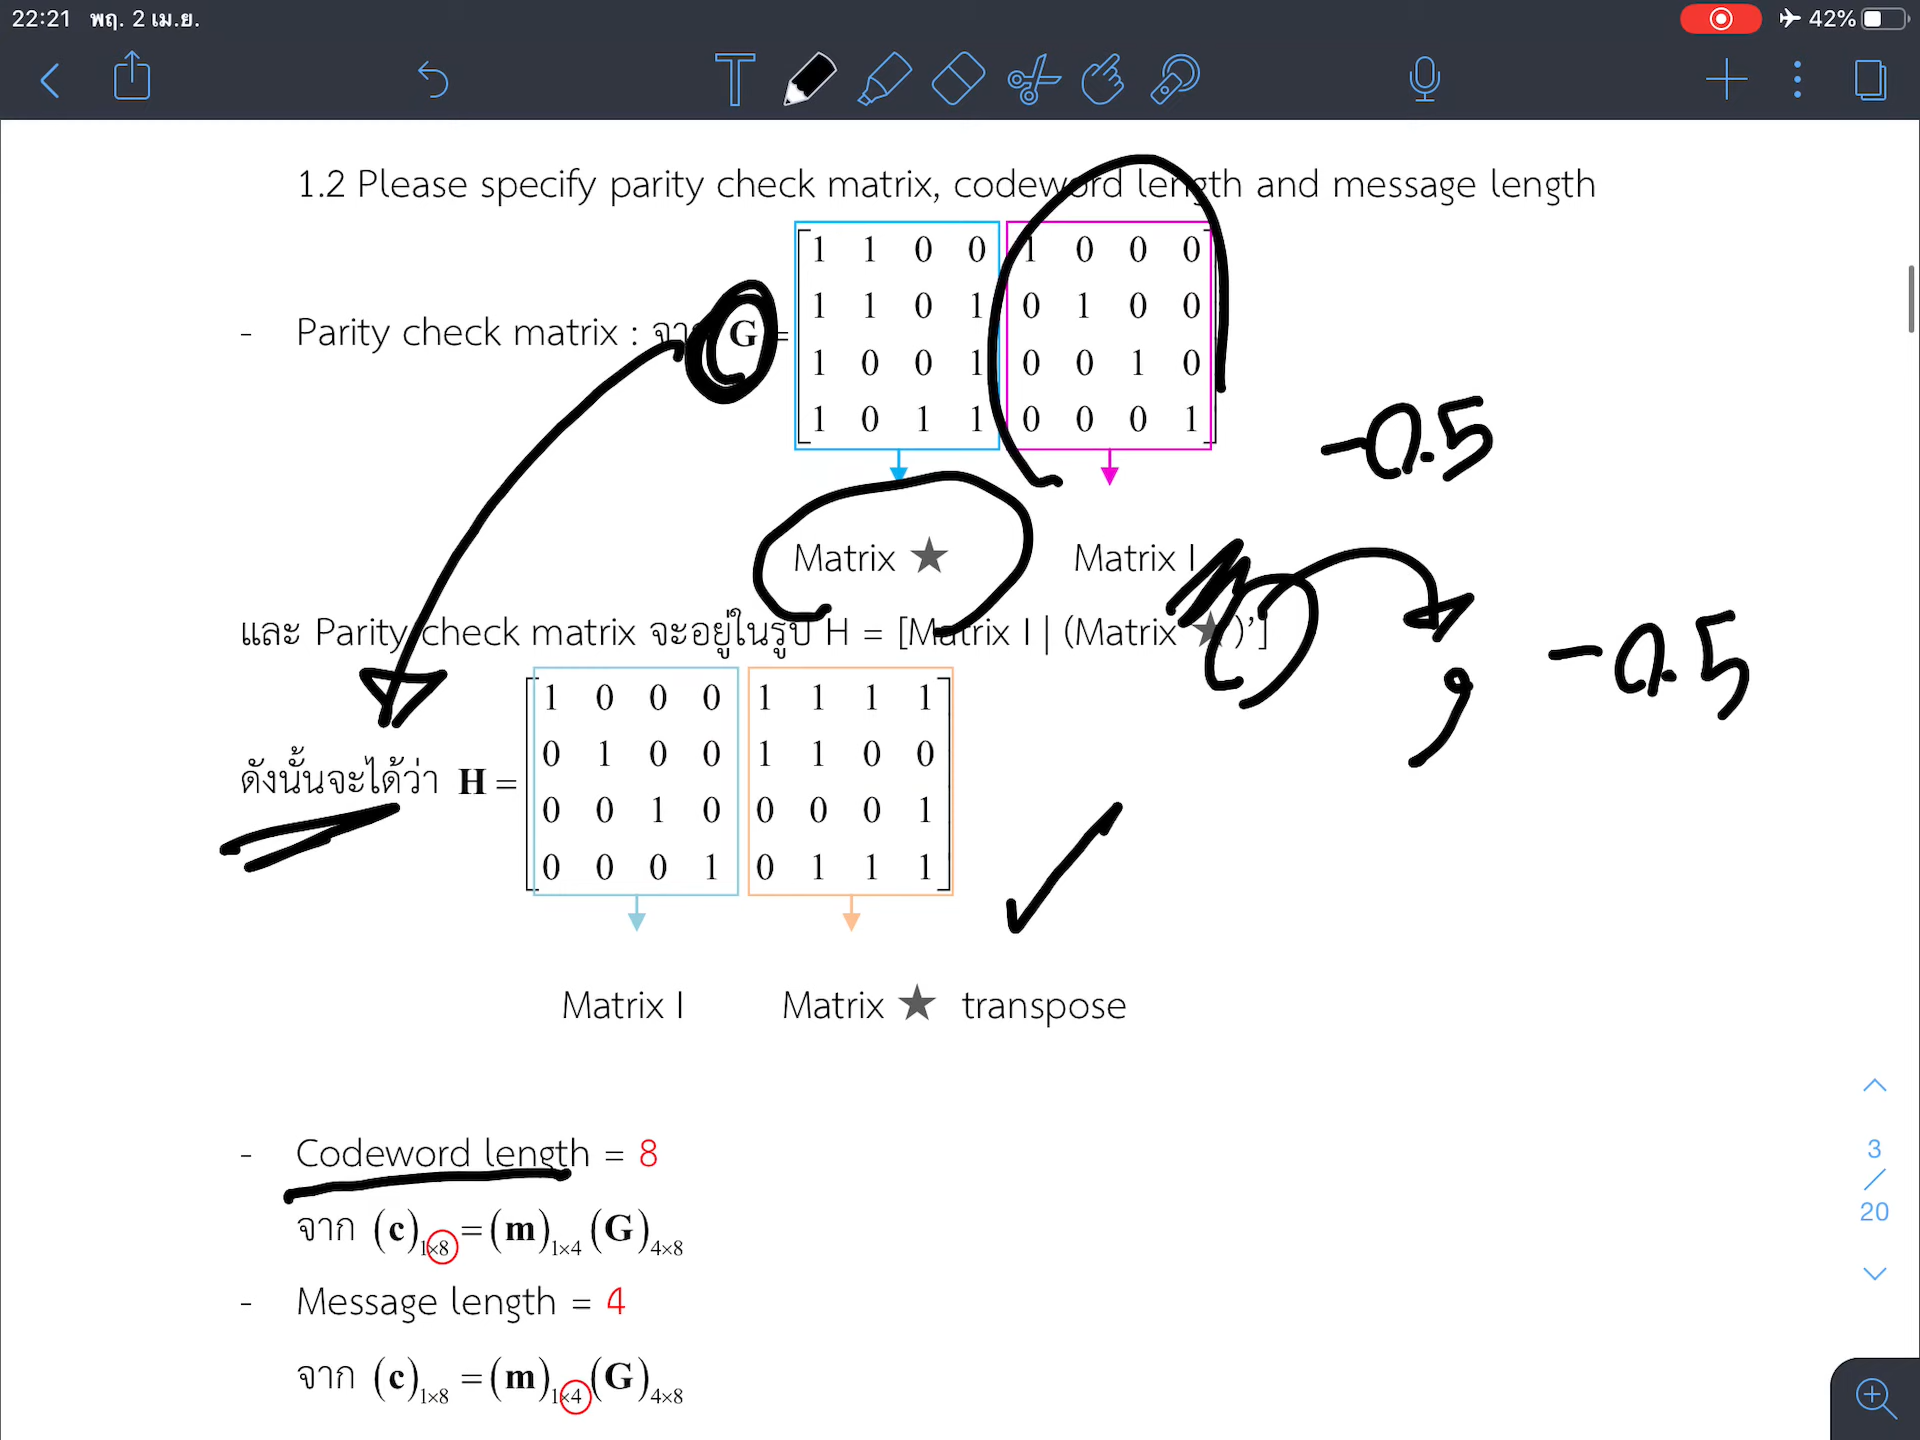 22:21 พฤ. 2 เม.ย.
42%
1.2 Please specify parity check matrix, codeword length and message length
1 1 0 0 1 0 0 0
1 1 0 1 0 1 0 0
- Parity check matrix : จาก G =
1 0 0 1 0 0 1 0
1 0 1 1 0 0 0 1
-0.5
Matrix ★ Matrix I
และ Parity check matrix จะอยู่ในรูป H = [Matrix I | (Matrix ★)’]
-0.5
1 0 0 0 1 1 1 1
0 1 0 0 1 1 0 0
ดังนั้นจะได้ว่า H =
0 0 1 0 0 0 0 1
0 0 0 1 0 1 1 1
Matrix I Matrix ★ transpose
- Codeword length = 8
จาก (c)1×8 = (m)1×4 (G)4×8
- Message length = 4
จาก (c)1×8 = (m)1×4 (G)4×8
3
/
20